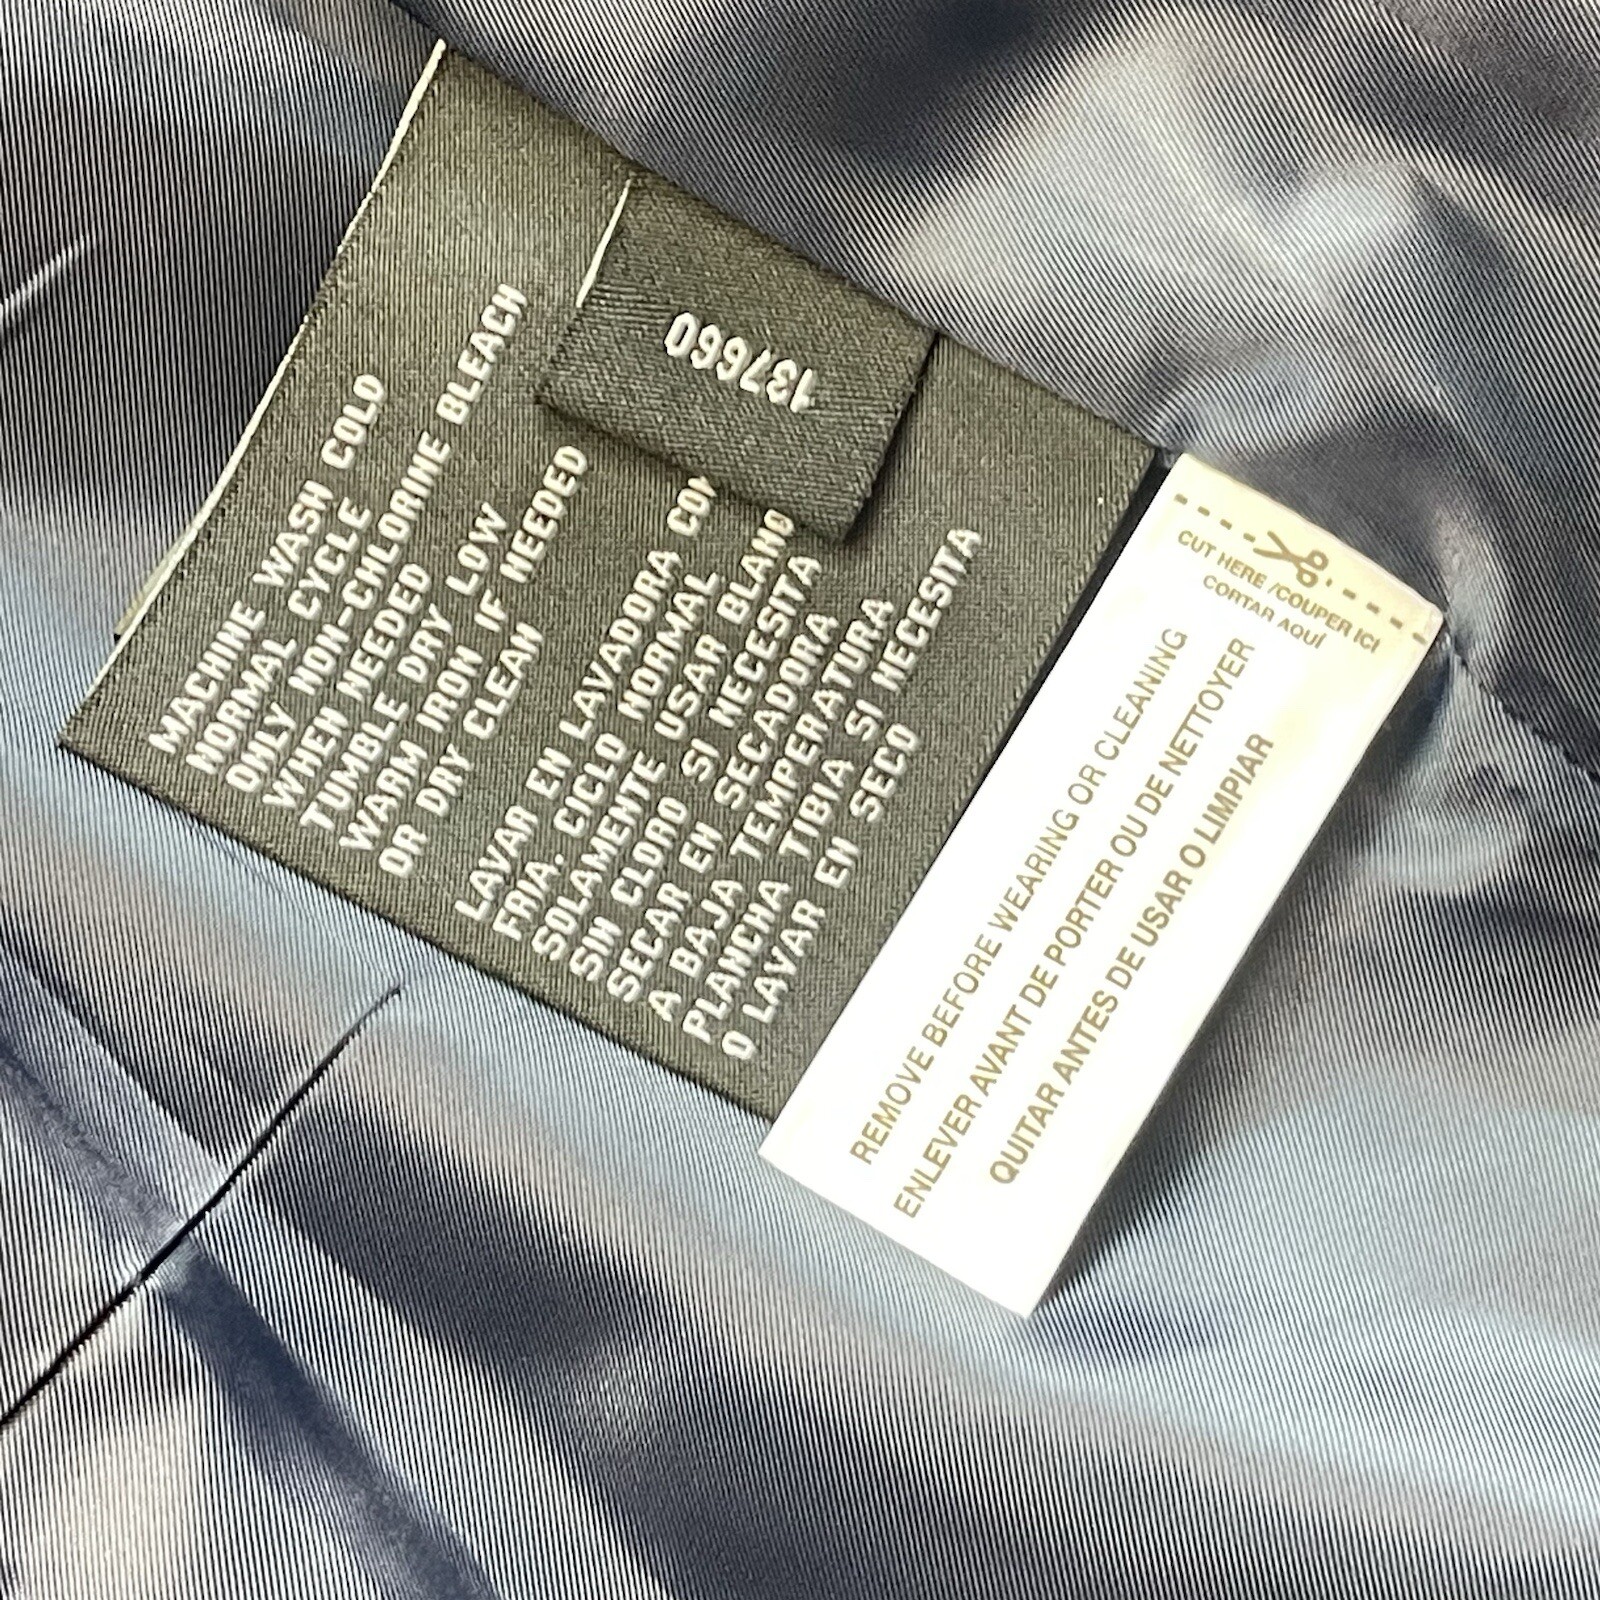 MACHINE WASH COLD
NORMAL CYCLE
ONLY NON-CHLORINE BLEACH
WHEN NEEDED
TUMBLE DRY LOW
WARM IRON IF NEEDED
OR DRY CLEAN
LAVAR EN LAVADORA CON
FRIA. CICLO NORMAL
SOLAMENTE USAR BLANQ
SIN CLORO SI NECESITA
SECAR EN SECADORA
A BAJA TEMPERATURA
PLANCHA TIBIA SI NECESITA
O LAVAR EN SECO
137660
CUT HERE /COUPER ICI
CORTAR AQUÍ
REMOVE BEFORE WEARING OR CLEANING
ENLEVER AVANT DE PORTER OU DE NETTOYER
QUITAR ANTES DE USAR O LIMPIAR